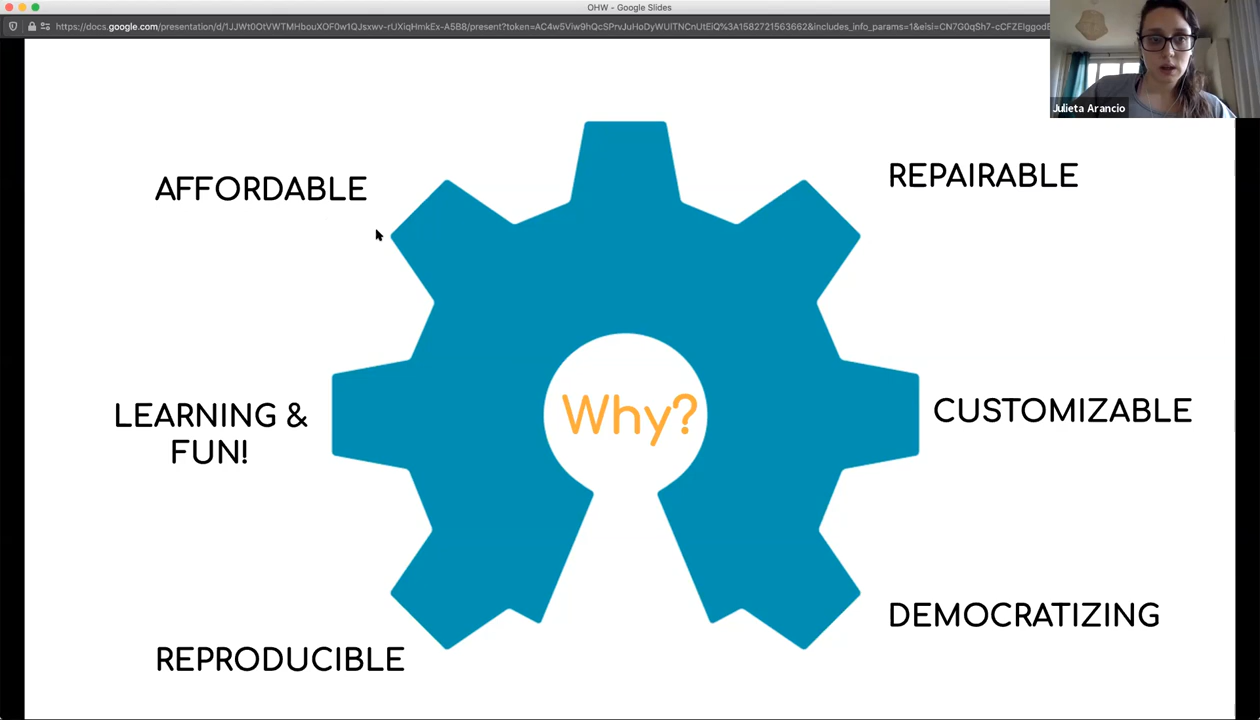 OHW - Google Slides
AFFORDABLE
REPAIRABLE
LEARNING &
FUN!
Why?
CUSTOMIZABLE
REPRODUCIBLE
DEMOCRATIZING
Julieta Arancio